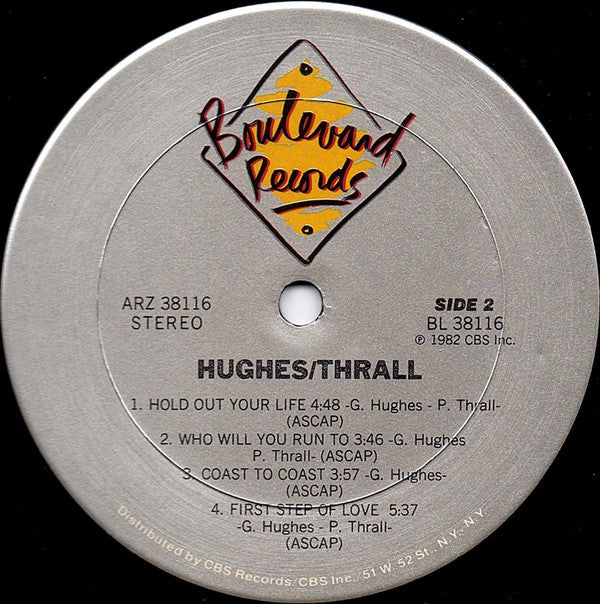 Boulevard
Records
ARZ 38116
STEREO
SIDE 2
BL 38116
℗ 1982 CBS Inc.
HUGHES/THRALL
1. HOLD OUT YOUR LIFE 4:48 -G. Hughes - P. Thrall-
(ASCAP)
2. WHO WILL YOU RUN TO 3:46 -G. Hughes
P. Thrall- (ASCAP)
3. COAST TO COAST 3:57 -G. Hughes-
(ASCAP)
4. FIRST STEP OF LOVE 5:37
-G. Hughes - P. Thrall-
(ASCAP)
Distributed by CBS Records/CBS Inc./51 W. 52 St., N.Y., N.Y.